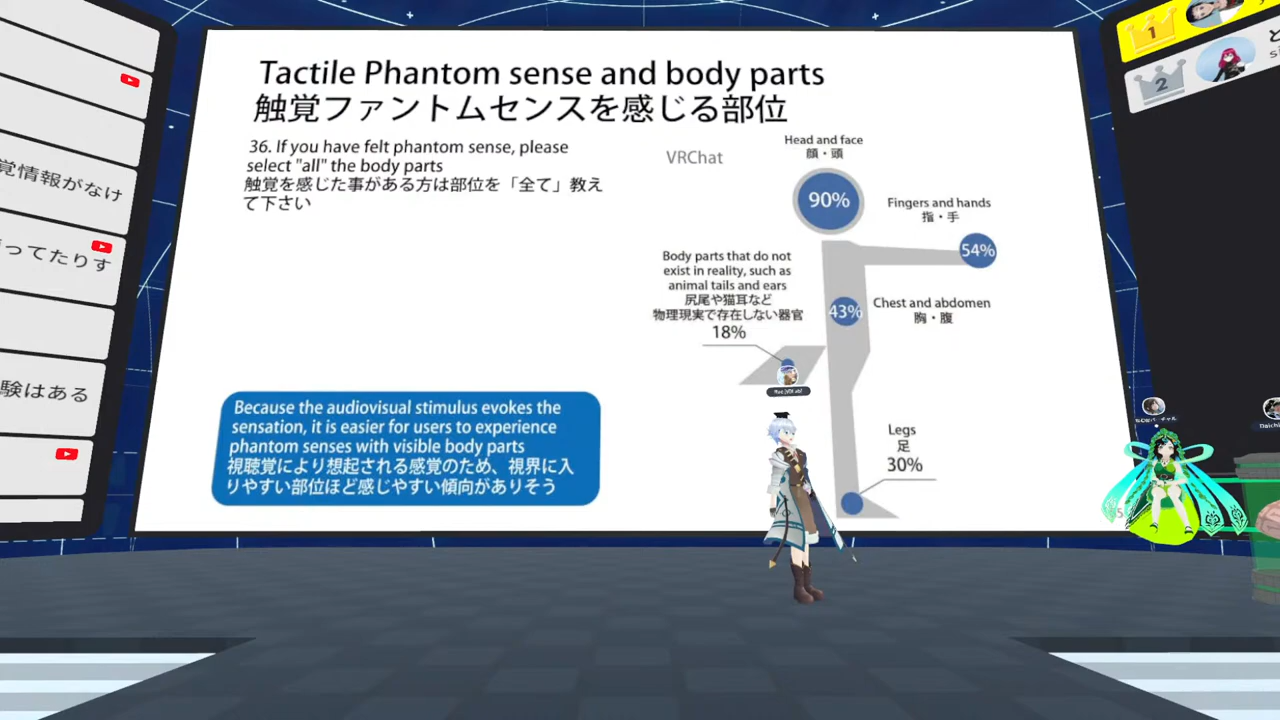 Tactile Phantom sense and body parts
触覚ファントムセンスを感じる部位
36. If you have felt phantom sense, please
select "all" the body parts
触覚を感じた事がある方は部位を「全て」教え
て下さい
VRChat
Head and face
顔・頭
90%
Fingers and hands
指・手
54%
Body parts that do not
exist in reality, such as
animal tails and ears
尻尾や猫耳など
物理現実で存在しない器官
18%
43%
Chest and abdomen
胸・腹
Legs
足
30%
Because the audiovisual stimulus evokes the
sensation, it is easier for users to experience
phantom senses with visible body parts
視聴覚により想起される感覚のため、視界に入
りやすい部位ほど感じやすい傾向がありそう
覚情報がなけ
ってたりす
験はある
1
2